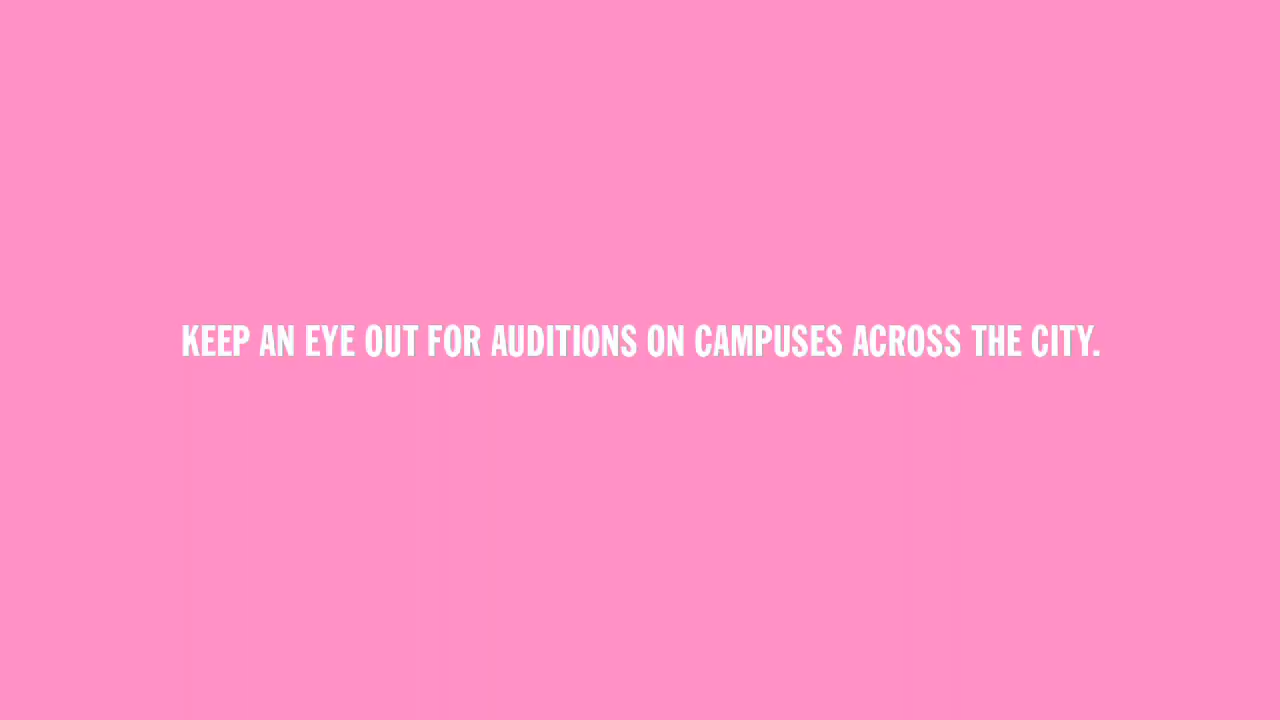 KEEP AN EYE OUT FOR AUDITIONS ON CAMPUSES ACROSS THE CITY.